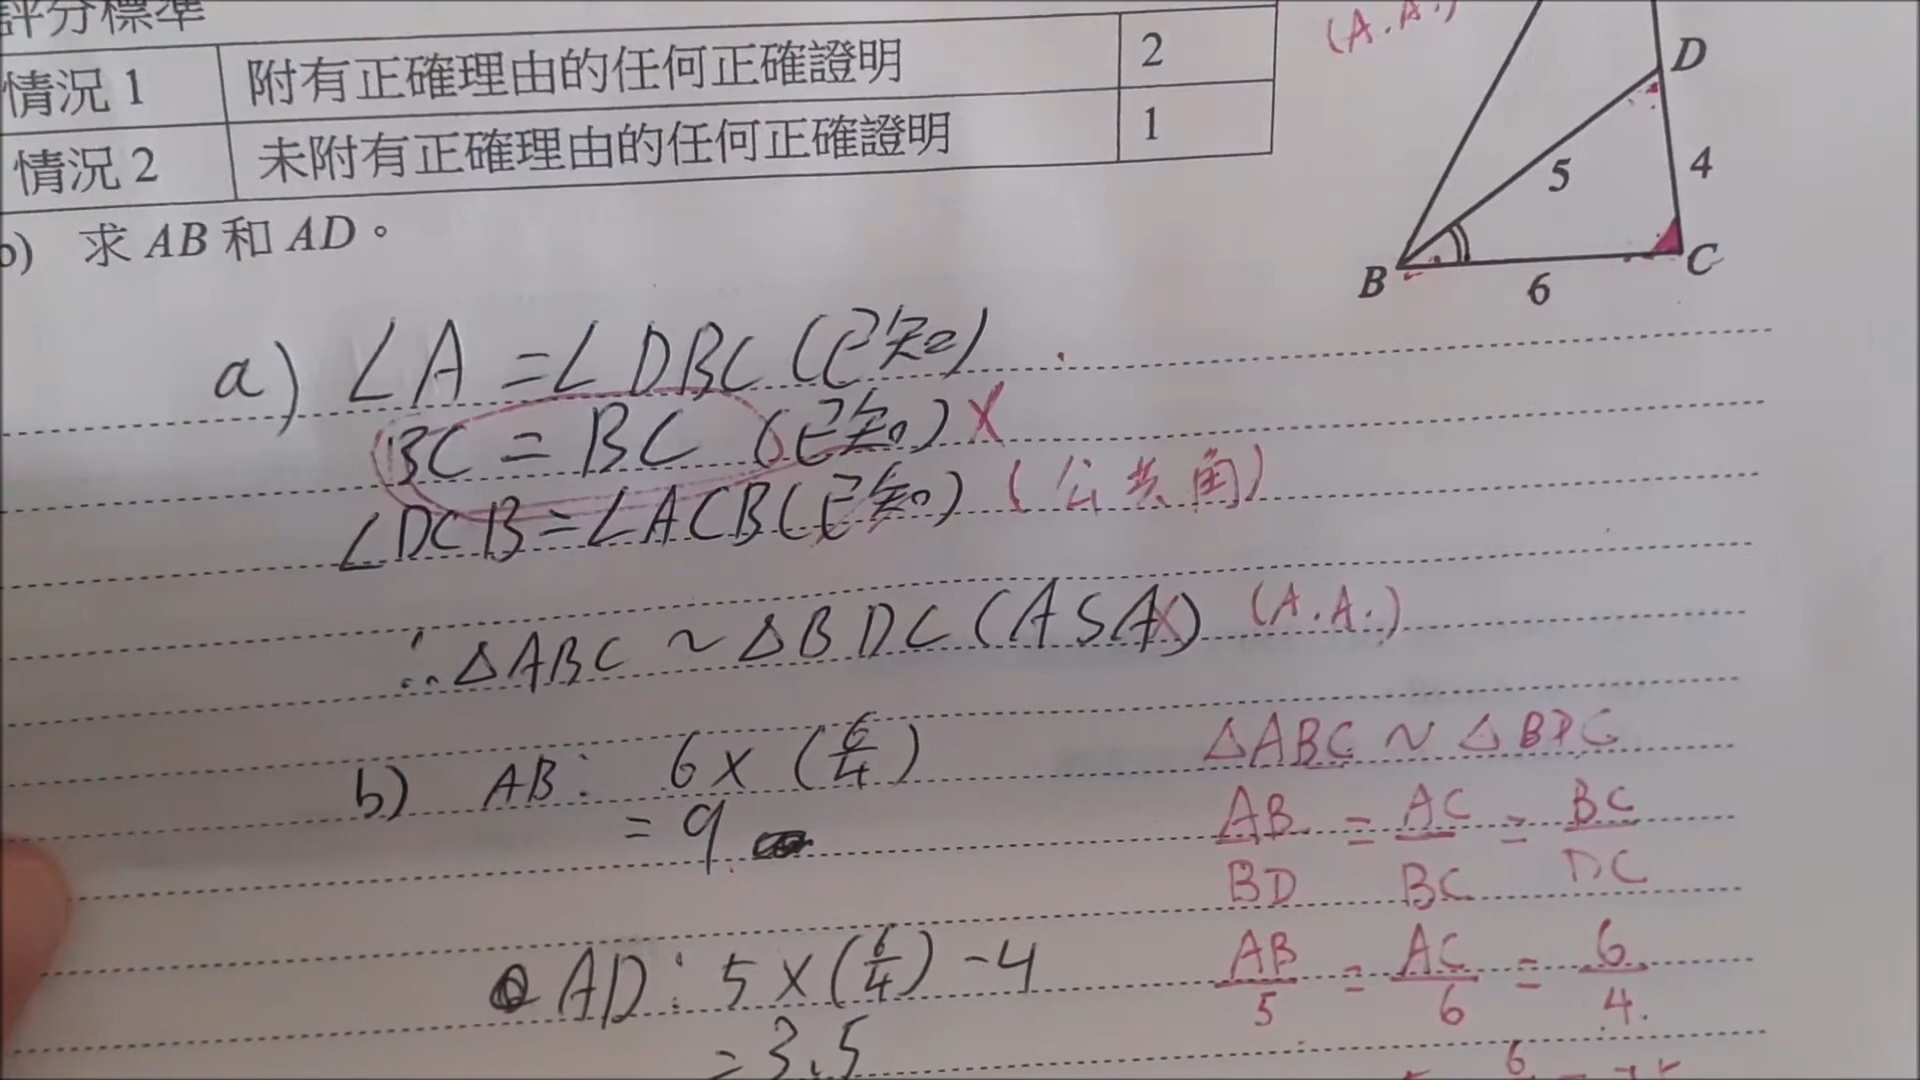 評分標準
情況 1 附有正確理由的任何正確證明 2
情況 2 未附有正確理由的任何正確證明 1
b) 求 AB 和 AD。
(A.A.)
D
5
4
B
6
C
a) ∠A = ∠DBC (已知)
BC = BC (已知) X
∠DCB = ∠ACB (已知) (公共角)
∴ △ABC ~ △BDC (ASA) X (A.A.)
b) AB: 6 × (6/4)
= 9
AD: 5 × (6/4) - 4
= 3.5
△ABC ~ △BDC
AB/BD = AC/BC = BC/DC
AB/5 = AC/6 = 6/4.